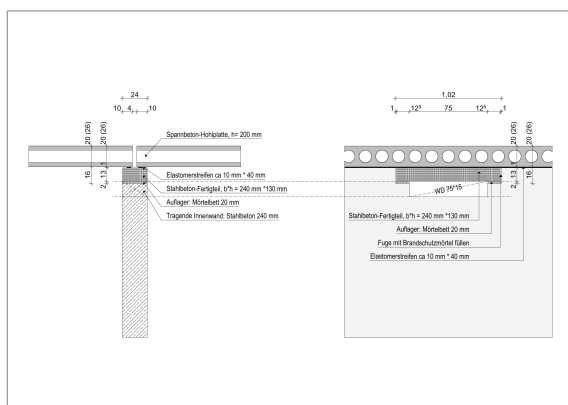 24
10 4 10
20 (26)
20 (26)
16
1
13
2
Spannbeton-Hohlplatte, h= 200 mm
Elastomerstreifen ca 10 mm * 40 mm
Stahlbeton-Fertigteil, b*h = 240 mm *130 mm
Auflager: Mörtelbett 20 mm
Tragende Innenwand: Stahlbeton 240 mm
1,02
1 12⁵ 75 12⁵ 1
20 (26)
20 (26)
1
13
2
16
WD 75*15
Stahlbeton-Fertigteil, b*h = 240 mm *130 mm
Auflager: Mörtelbett 20 mm
Fuge mit Brandschutzmörtel füllen
Elastomerstreifen ca 10 mm * 40 mm